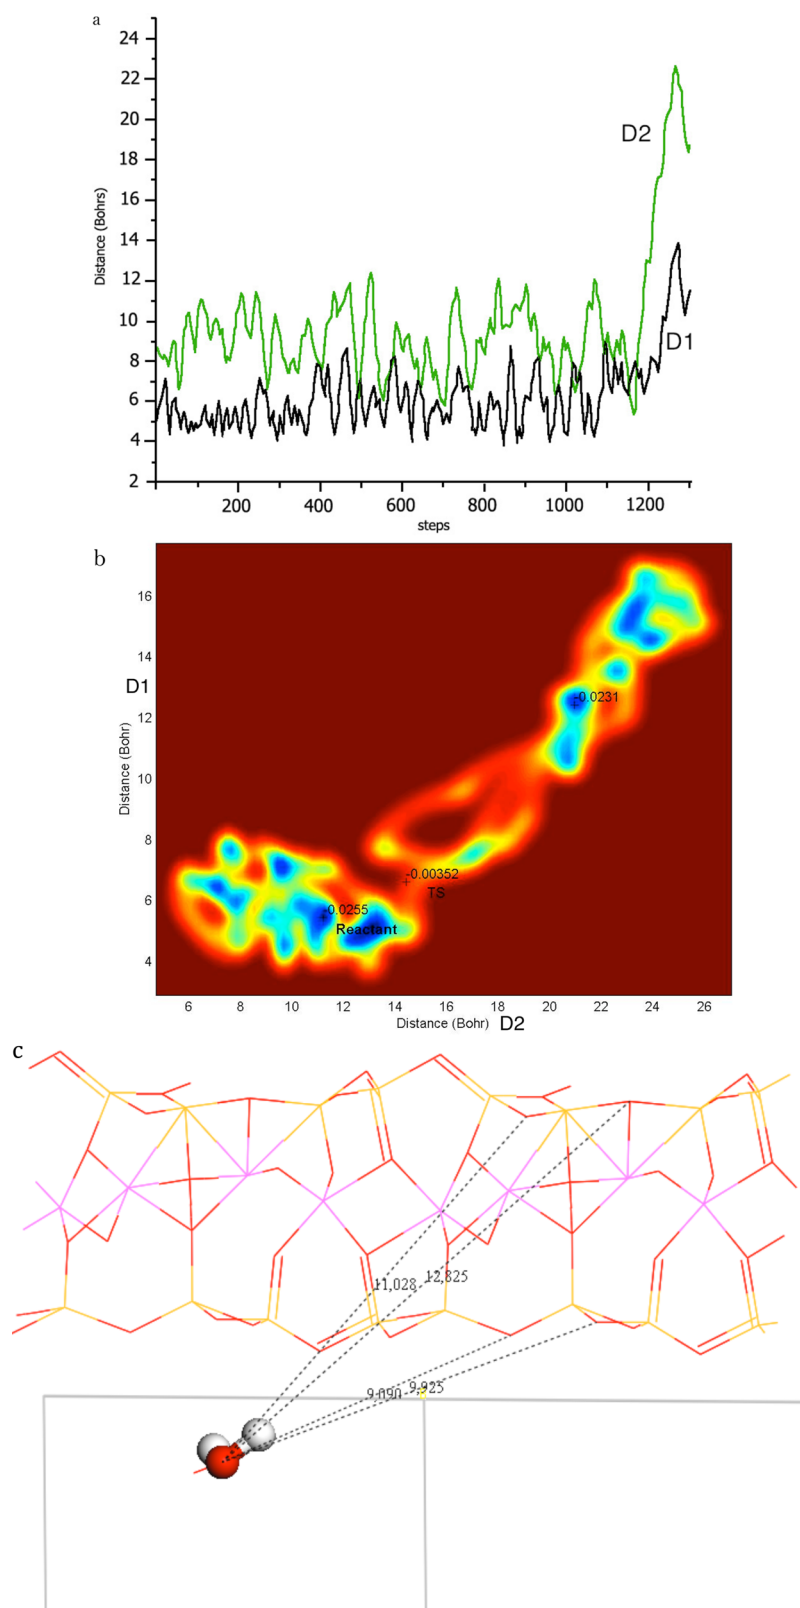 a
24
22
20
18
16
14
12
10
8
6
4
2
Distance (Bohrs)
D2
D1
200 400 600 800 1000 1200
steps
b
16
14
12
10
8
6
4
D1
Distance (Bohr)
-0.0231
-0.00352
TS
-0.0255
Reactant
6 8 10 12 14 16 18 20 22 24 26
Distance (Bohr) D2
c
11,028 12,825
9,090 9,925